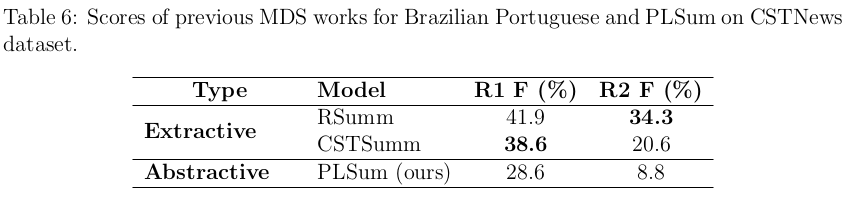 Table 6: Scores of previous MDS works for Brazilian Portuguese and PLSum on CSTNews
dataset.
Type Model R1 F (%) R2 F (%)
Extractive RSumm 41.9 34.3
CSTSumm 38.6 20.6
Abstractive PLSum (ours) 28.6 8.8